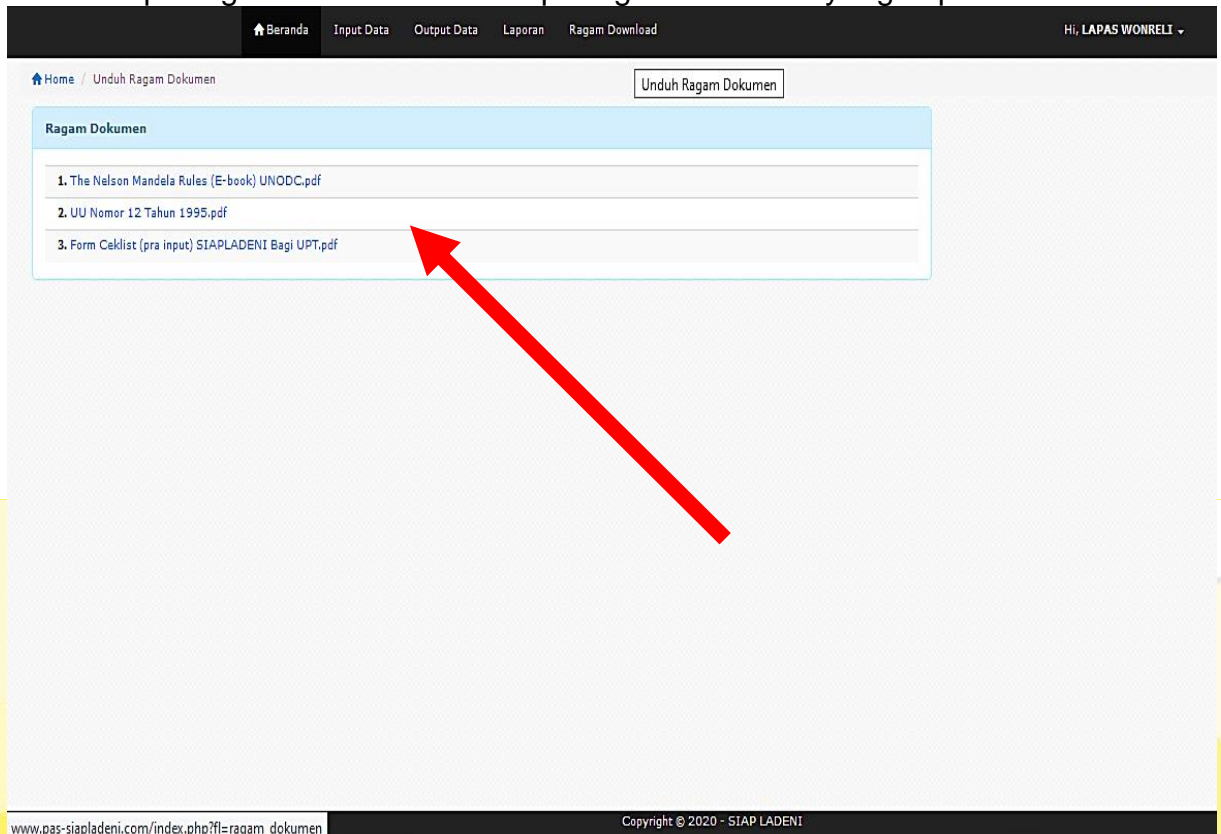 Beranda Input Data Output Data Laporan Ragam Download Hi, LAPAS WONRELI
Home / Unduh Ragam Dokumen
Unduh Ragam Dokumen
Ragam Dokumen
1. The Nelson Mandela Rules (E-book) UNODC.pdf
2. UU Nomor 12 Tahun 1995.pdf
3. Form Ceklist (pra input) SIAPLADENI Bagi UPT.pdf
Copyright © 2020 - SIAP LADENI
www.pas-siapladeni.com/index.php?fl=ragam_dokumen